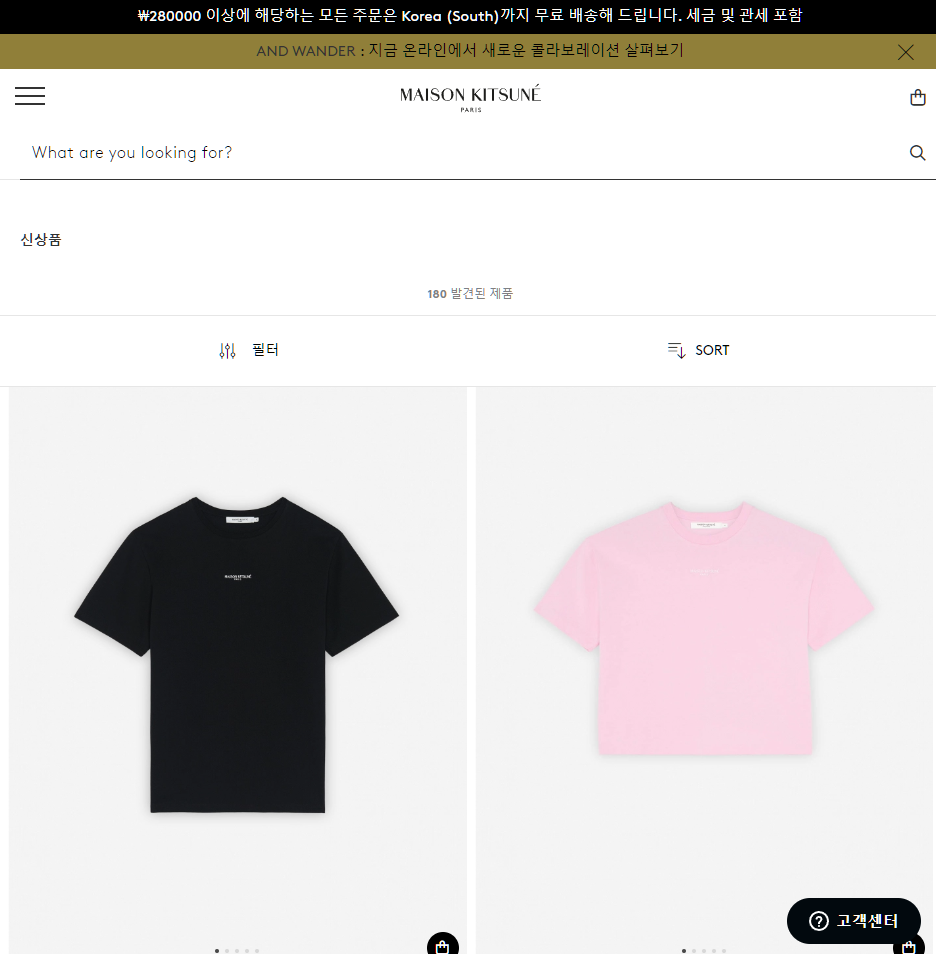 ₩280000 이상에 해당하는 모든 주문은 Korea (South)까지 무료 배송해 드립니다. 세금 및 관세 포함
AND WANDER : 지금 온라인에서 새로운 콜라보레이션 살펴보기
MAISON KITSUNÉ
PARIS
What are you looking for?
신상품
180 발견된 제품
필터
SORT
MAISON KITSUNÉ
PARIS
고객센터